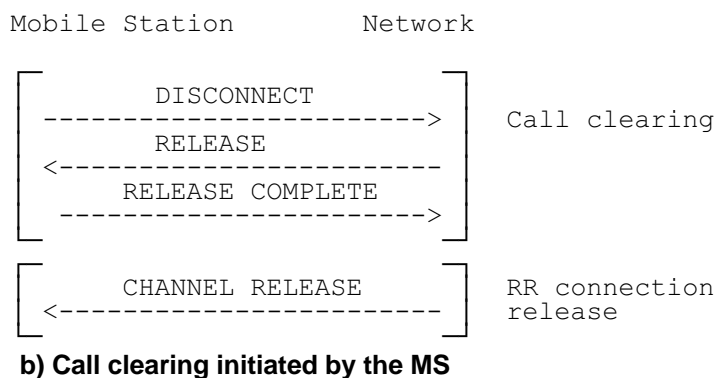 Mobile Station Network
DISCONNECT
Call clearing
RELEASE
RELEASE COMPLETE
CHANNEL RELEASE RR connection
release
b) Call clearing initiated by the MS